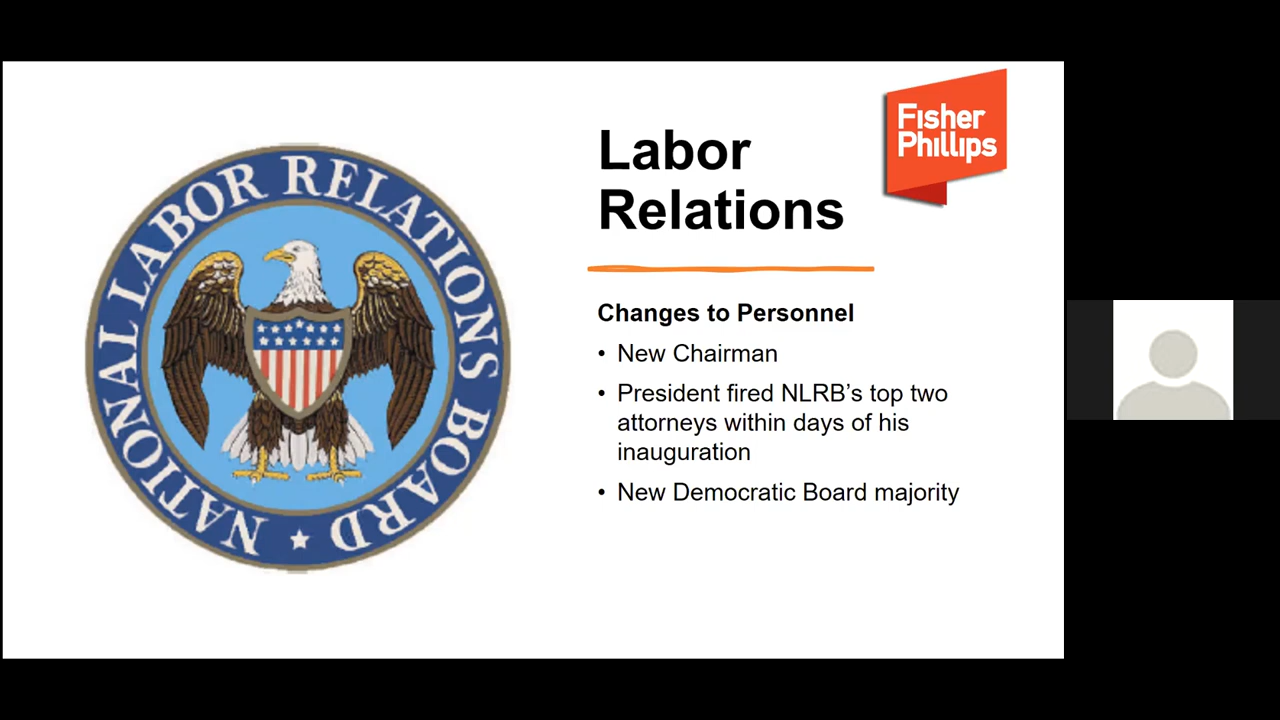 NATIONAL LABOR RELATIONS BOARD
Labor
Relations
Fisher
Phillips
Changes to Personnel
• New Chairman
• President fired NLRB’s top two
attorneys within days of his
inauguration
• New Democratic Board majority